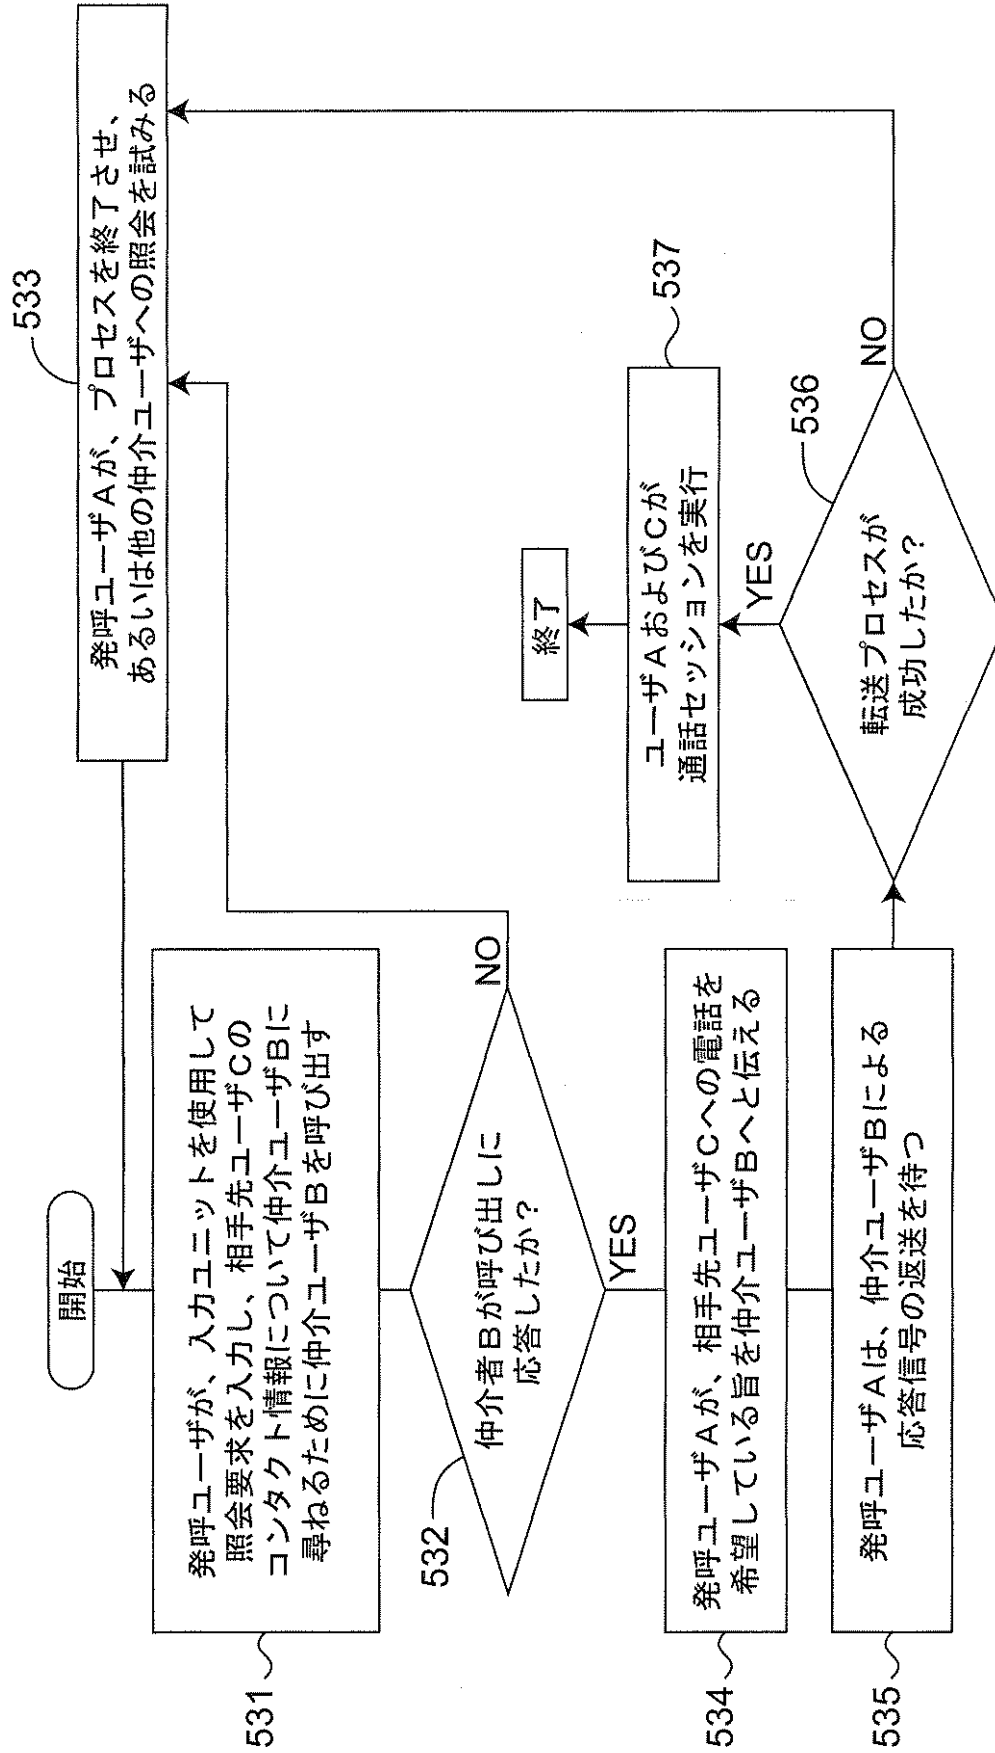 開始
発呼ユーザが、入力ユニットを使用して
照会要求を入力し、相手先ユーザCの
コンタクト情報について仲介ユーザBに
尋ねるために仲介ユーザBを呼び出す
531
仲介者Bが呼び出しに
応答したか?
532
NO
YES
発呼ユーザAが、プロセスを終了させ、
あるいは他の仲介ユーザへの照会を試みる
533
発呼ユーザAが、相手先ユーザCへの電話を
希望している旨を仲介ユーザBへと伝える
534
発呼ユーザAは、仲介ユーザBによる
応答信号の返送を待つ
535
転送プロセスが
成功したか?
536
NO
YES
ユーザAおよびCが
通話セッションを実行
537
終了